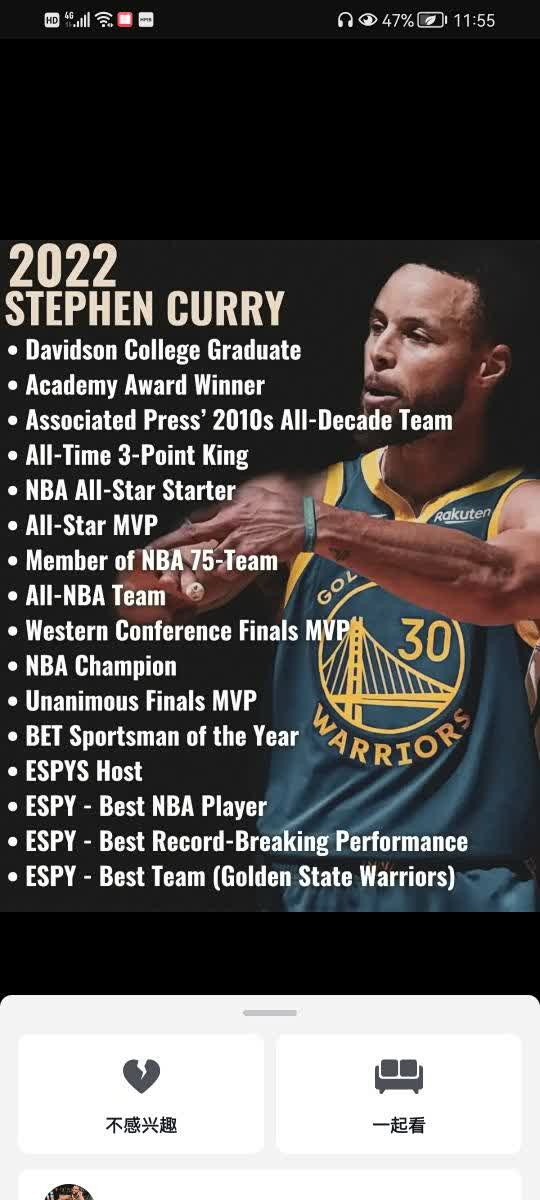 HD 4G 47% 11:55
2022
STEPHEN CURRY
• Davidson College Graduate
• Academy Award Winner
• Associated Press’ 2010s All-Decade Team
• All-Time 3-Point King
• NBA All-Star Starter
• All-Star MVP
• Member of NBA 75-Team
• All-NBA Team
• Western Conference Finals MVP
• NBA Champion
• Unanimous Finals MVP
• BET Sportsman of the Year
• ESPYS Host
• ESPY - Best NBA Player
• ESPY - Best Record-Breaking Performance
• ESPY - Best Team (Golden State Warriors)
Rakuten
GOL
30
WARRIORS
不感兴趣
一起看